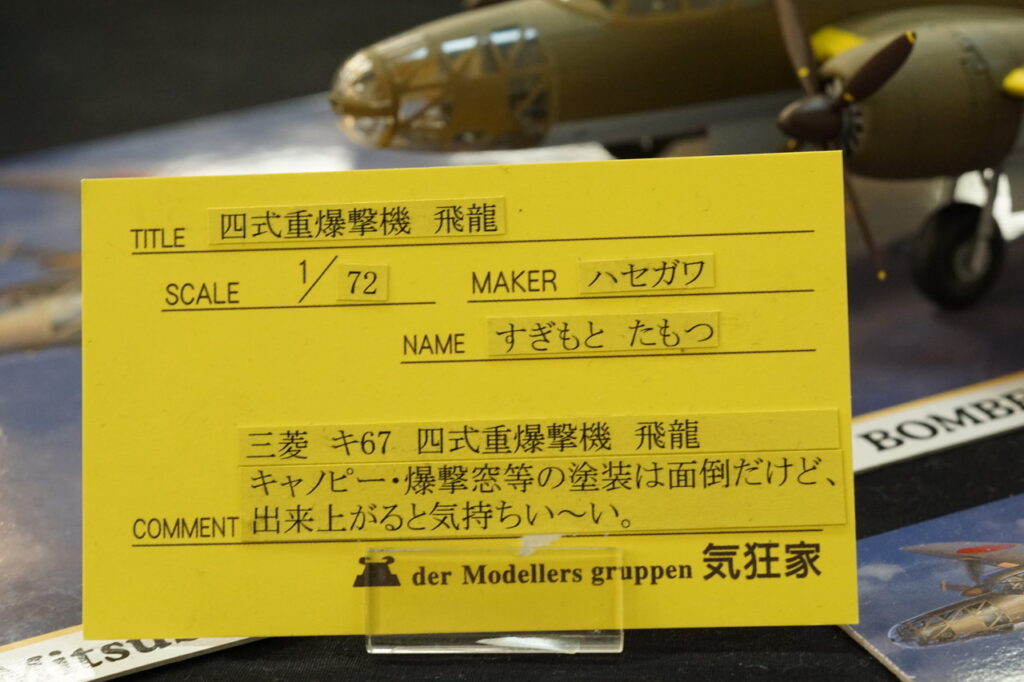 TITLE 四式重爆撃機 飛龍
SCALE 1/72 MAKER ハセガワ
NAME すぎもと たもつ
三菱 キ67 四式重爆撃機 飛龍
キャノピー・爆撃窓等の塗装は面倒だけど、
COMMENT 出来上がると気持ちい～い。
der Modellers gruppen 気狂家